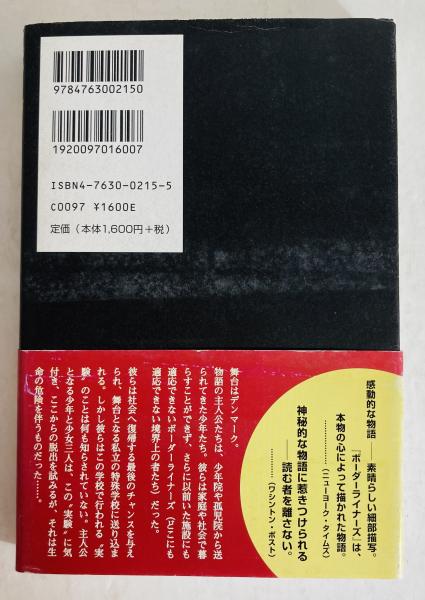 9784763002150
1920097016007
ISBN4-7630-0215-5
C0097 ¥1600E
定価（本体1,600円+税）
感動的な物語——素晴らしい細部描写。
『ボーダーライナーズ』は、
本物の心によって描かれた物語。
…………（ニューヨーク・タイムズ）
神秘的な物語に惹きつけられる
——読む者を離さない。
…………（ワシントン・ポスト）
舞台はデンマーク。
物語の主人公たちは、少年院や孤児院から送
られてきた少年たち。彼らは家庭や社会で暮
らすことができず、さらに以前いた施設にも
適応できないボーダーライナーズ（どこにも
適応できない境界上の者たち）だった。
彼らは社会へ復帰する最後のチャンスを与え
られ、舞台となる私立の特殊学校に送り込ま
れる。しかし彼らはこの学校で行われる〝実
験〟のことは何も知らされていない。主人公
となる少年と少女三人は、この〝実験〟に気
付き、ここからの脱出を試みるが、それは生
命の危険を伴うものだった……。